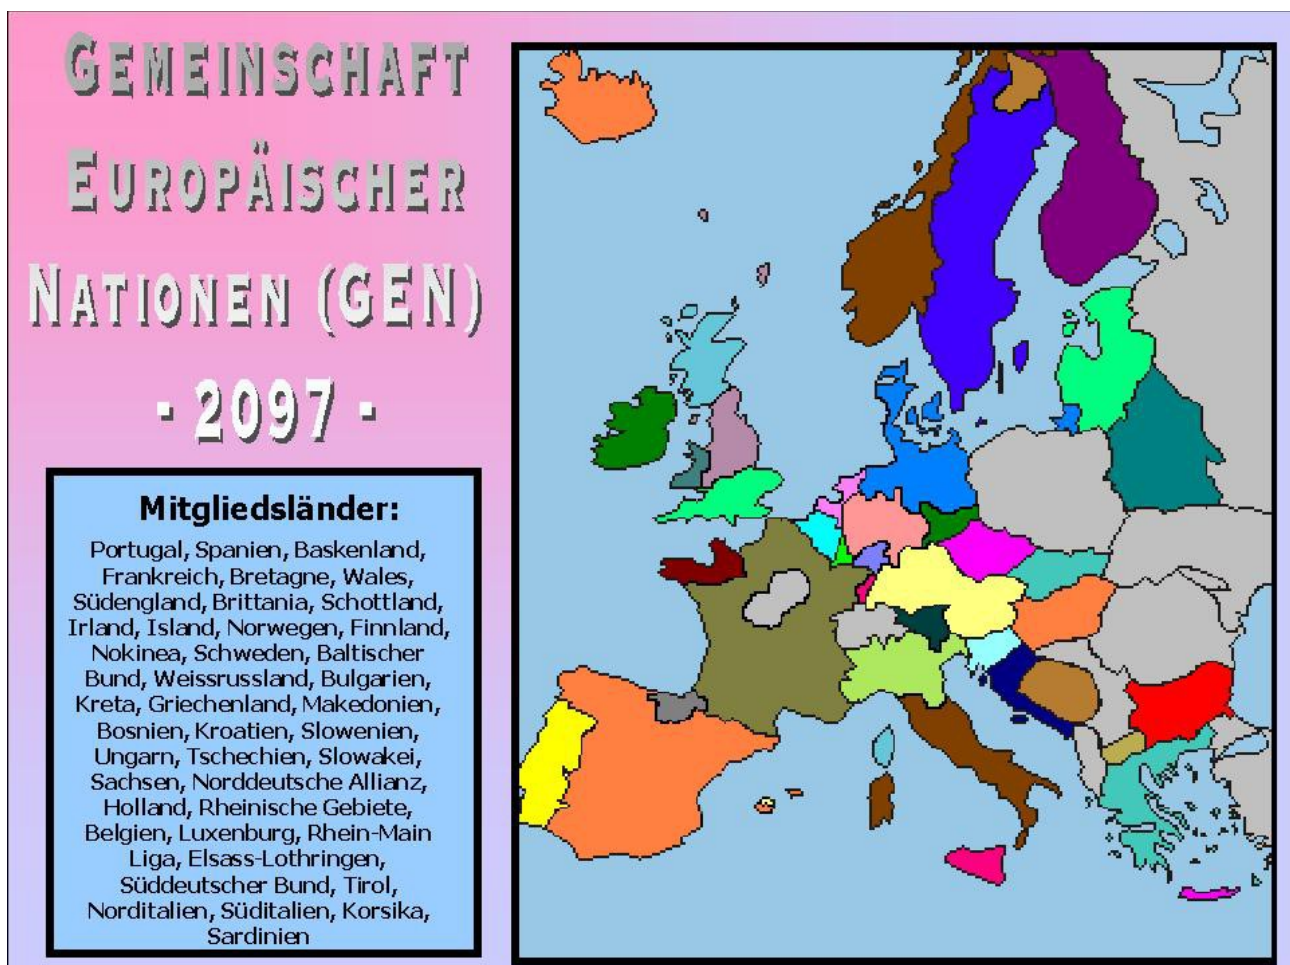 GEMEINSCHAFT
EUROPÄISCHER
NATIONEN (GEN)
- 2097 -
Mitgliedsländer:
Portugal, Spanien, Baskenland,
Frankreich, Bretagne, Wales,
Südengland, Brittania, Schottland,
Irland, Island, Norwegen, Finnland,
Nokinea, Schweden, Baltischer
Bund, Weissrussland, Bulgarien,
Kreta, Griechenland, Makedonien,
Bosnien, Kroatien, Slowenien,
Ungarn, Tschechien, Slowakei,
Sachsen, Norddeutsche Allianz,
Holland, Rheinische Gebiete,
Belgien, Luxenburg, Rhein-Main
Liga, Elsass-Lothringen,
Süddeutscher Bund, Tirol,
Norditalien, Süditalien, Korsika,
Sardinien